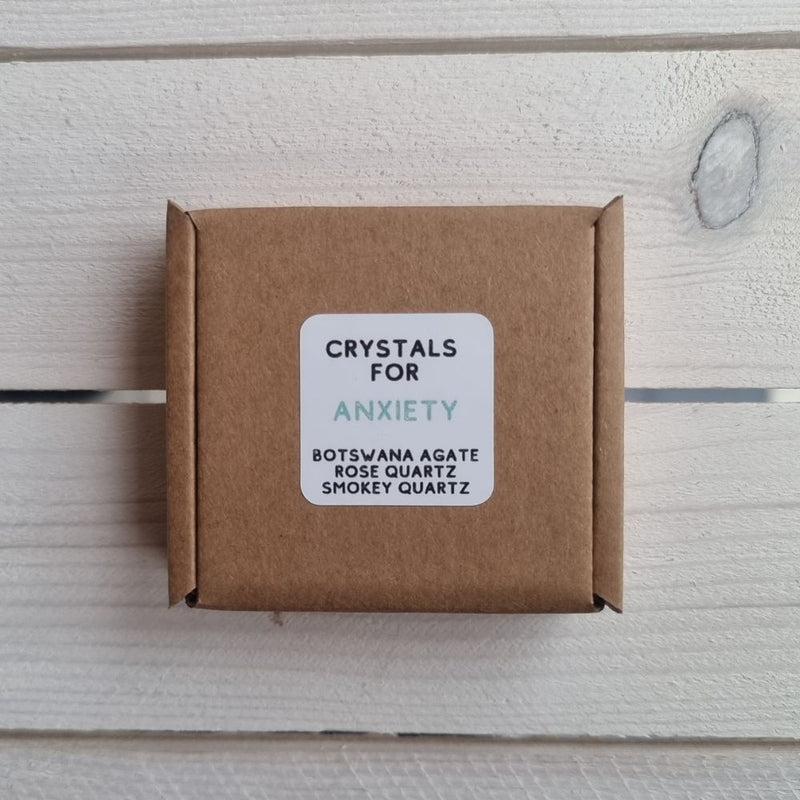 CRYSTALS
FOR
ANXIETY
BOTSWANA AGATE
ROSE QUARTZ
SMOKEY QUARTZ